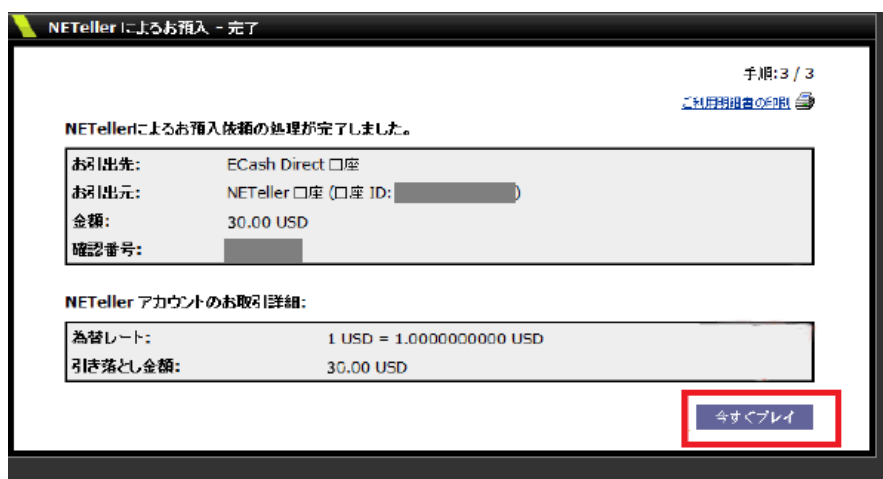 NETeller によるお預入 - 完了
手順:3 / 3
ご利用明細書の印刷
NETellerによるお預入依頼の処理が完了しました。
お引出先: ECash Direct 口座
お引出元: NETeller 口座 (口座 ID: )
金額: 30.00 USD
確認番号:
NETeller アカウントのお取引詳細:
為替レート: 1 USD = 1.0000000000 USD
引き落とし金額: 30.00 USD
今すぐプレイ